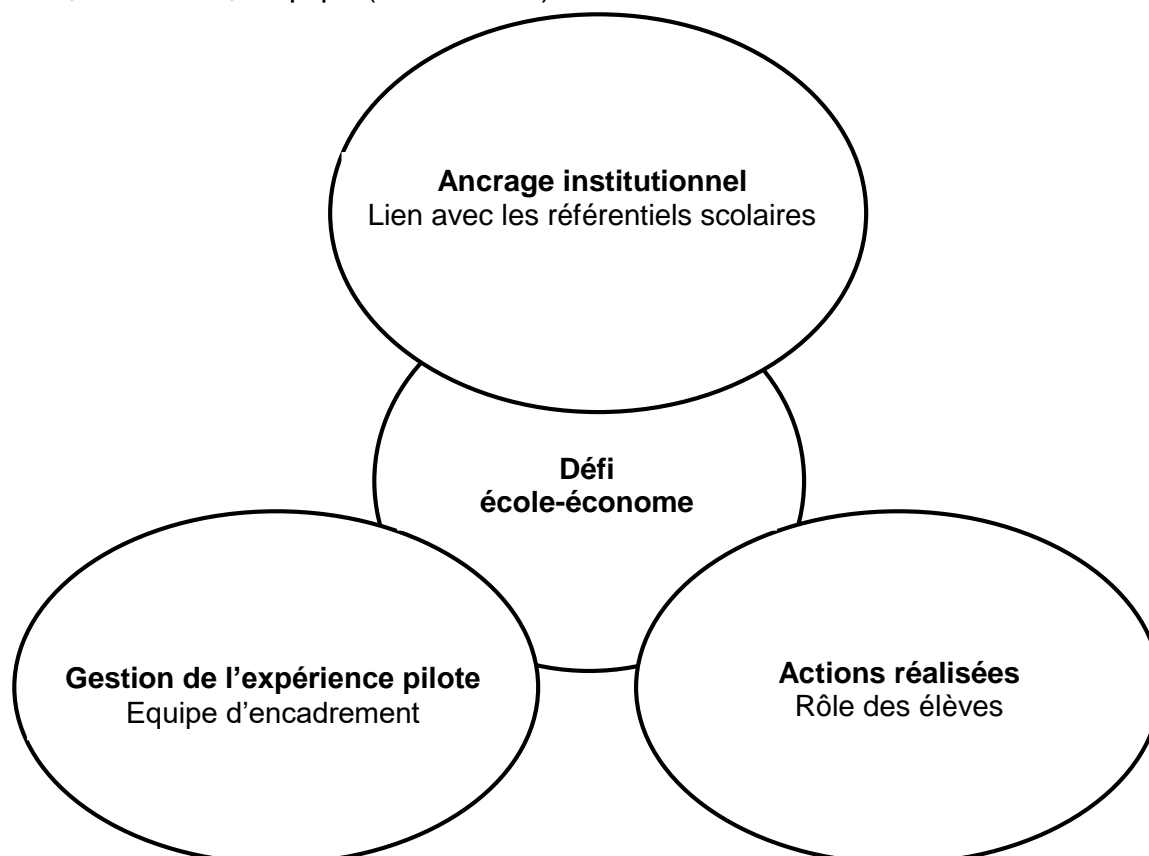 Ancrage institutionnel
Lien avec les référentiels scolaires
Défi
école-économe
Gestion de l’expérience pilote
Equipe d’encadrement
Actions réalisées
Rôle des élèves